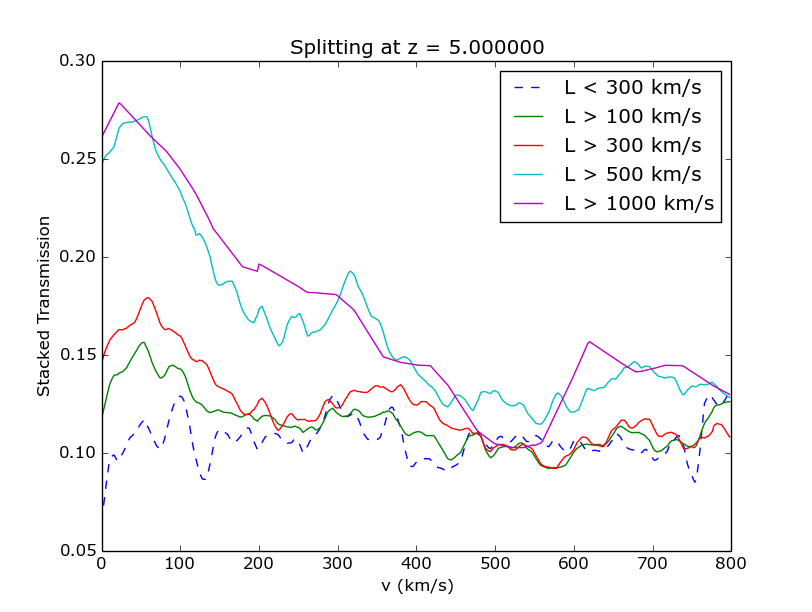 Splitting at z = 5.000000
L < 300 km/s
L > 100 km/s
L > 300 km/s
L > 500 km/s
L > 1000 km/s
Stacked Transmission
0.30
0.25
0.20
0.15
0.10
0.05
0 100 200 300 400 500 600 700 800
v (km/s)